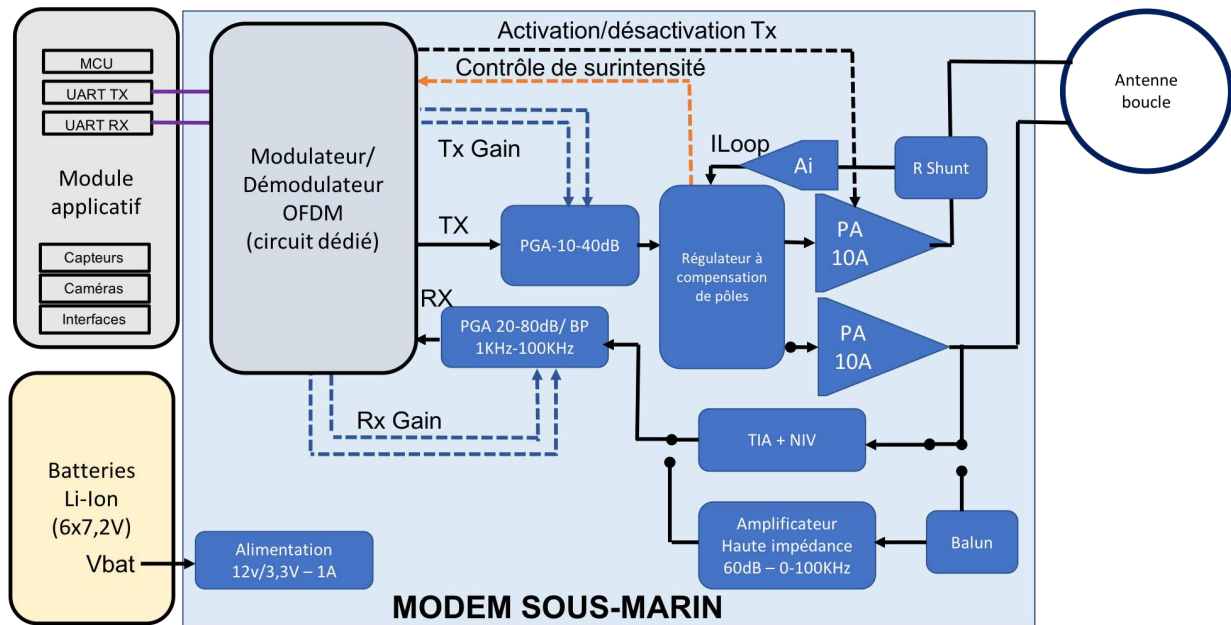 MCU
UART TX
UART RX
Module
applicatif
Capteurs
Caméras
Interfaces
Batteries
Li-Ion
(6x7,2V)
Vbat
Modulateur/
Démodulateur
OFDM
(circuit dédié)
Activation/désactivation Tx
Contrôle de surintensité
Tx Gain
TX
RX
Rx Gain
PGA-10-40dB
PGA 20-80dB/ BP
1KHz-100KHz
ILoop
Ai
R Shunt
Régulateur à
compensation
de pôles
PA
10A
PA
10A
TIA + NIV
Amplificateur
Haute impédance
60dB – 0-100KHz
Balun
Antenne
boucle
Alimentation
12v/3,3V – 1A
MODEM SOUS-MARIN